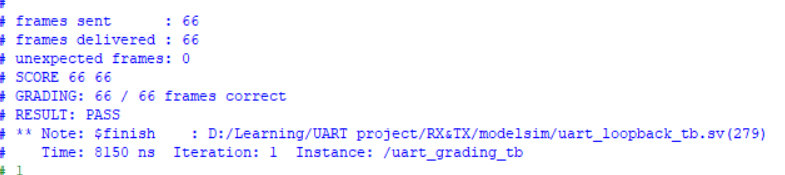 #
# frames sent      : 66
# frames delivered : 66
# unexpected frames: 0
# SCORE 66 66
# GRADING: 66 / 66 frames correct
# RESULT: PASS
# ** Note: $finish    : D:/Learning/UART project/RX&TX/modelsim/uart_loopback_tb.sv(279)
#    Time: 8150 ns  Iteration: 1  Instance: /uart_grading_tb
# 1